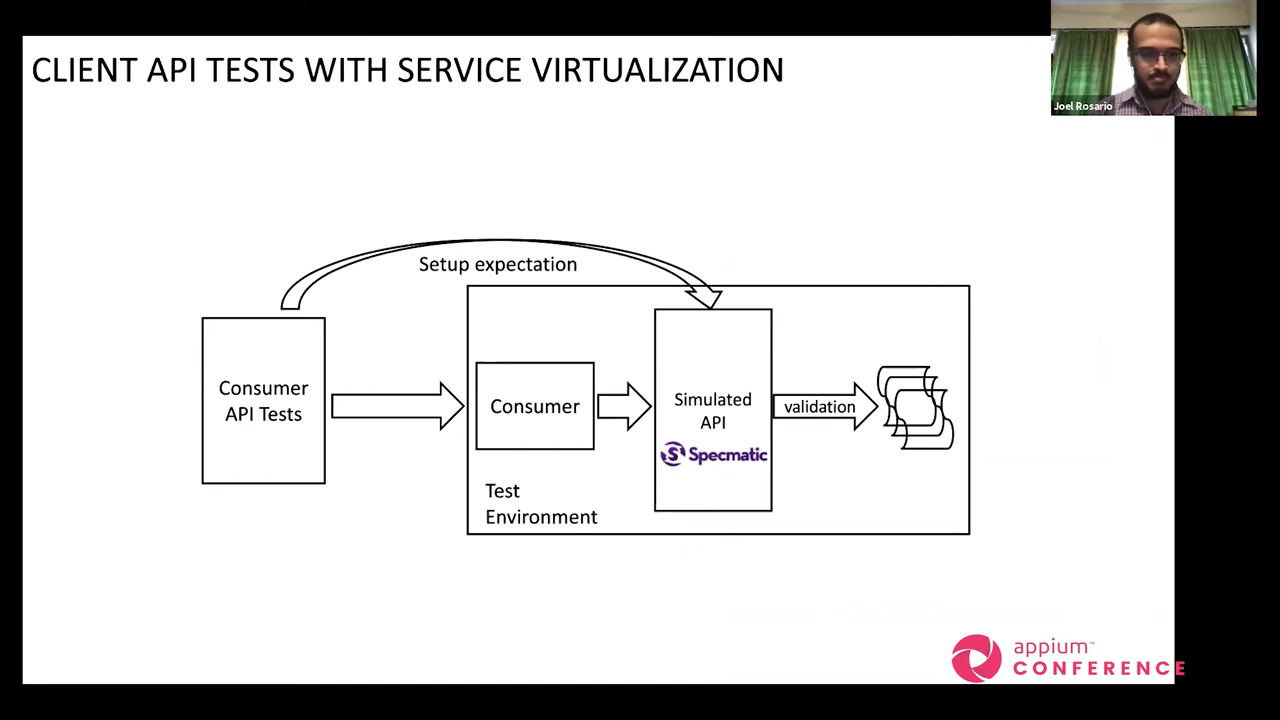 CLIENT API TESTS WITH SERVICE VIRTUALIZATION
Joel Rosario
Setup expectation
Consumer
API Tests
Consumer
Simulated
API
Specmatic
validation
Test
Environment
appium™
CONFERENCE